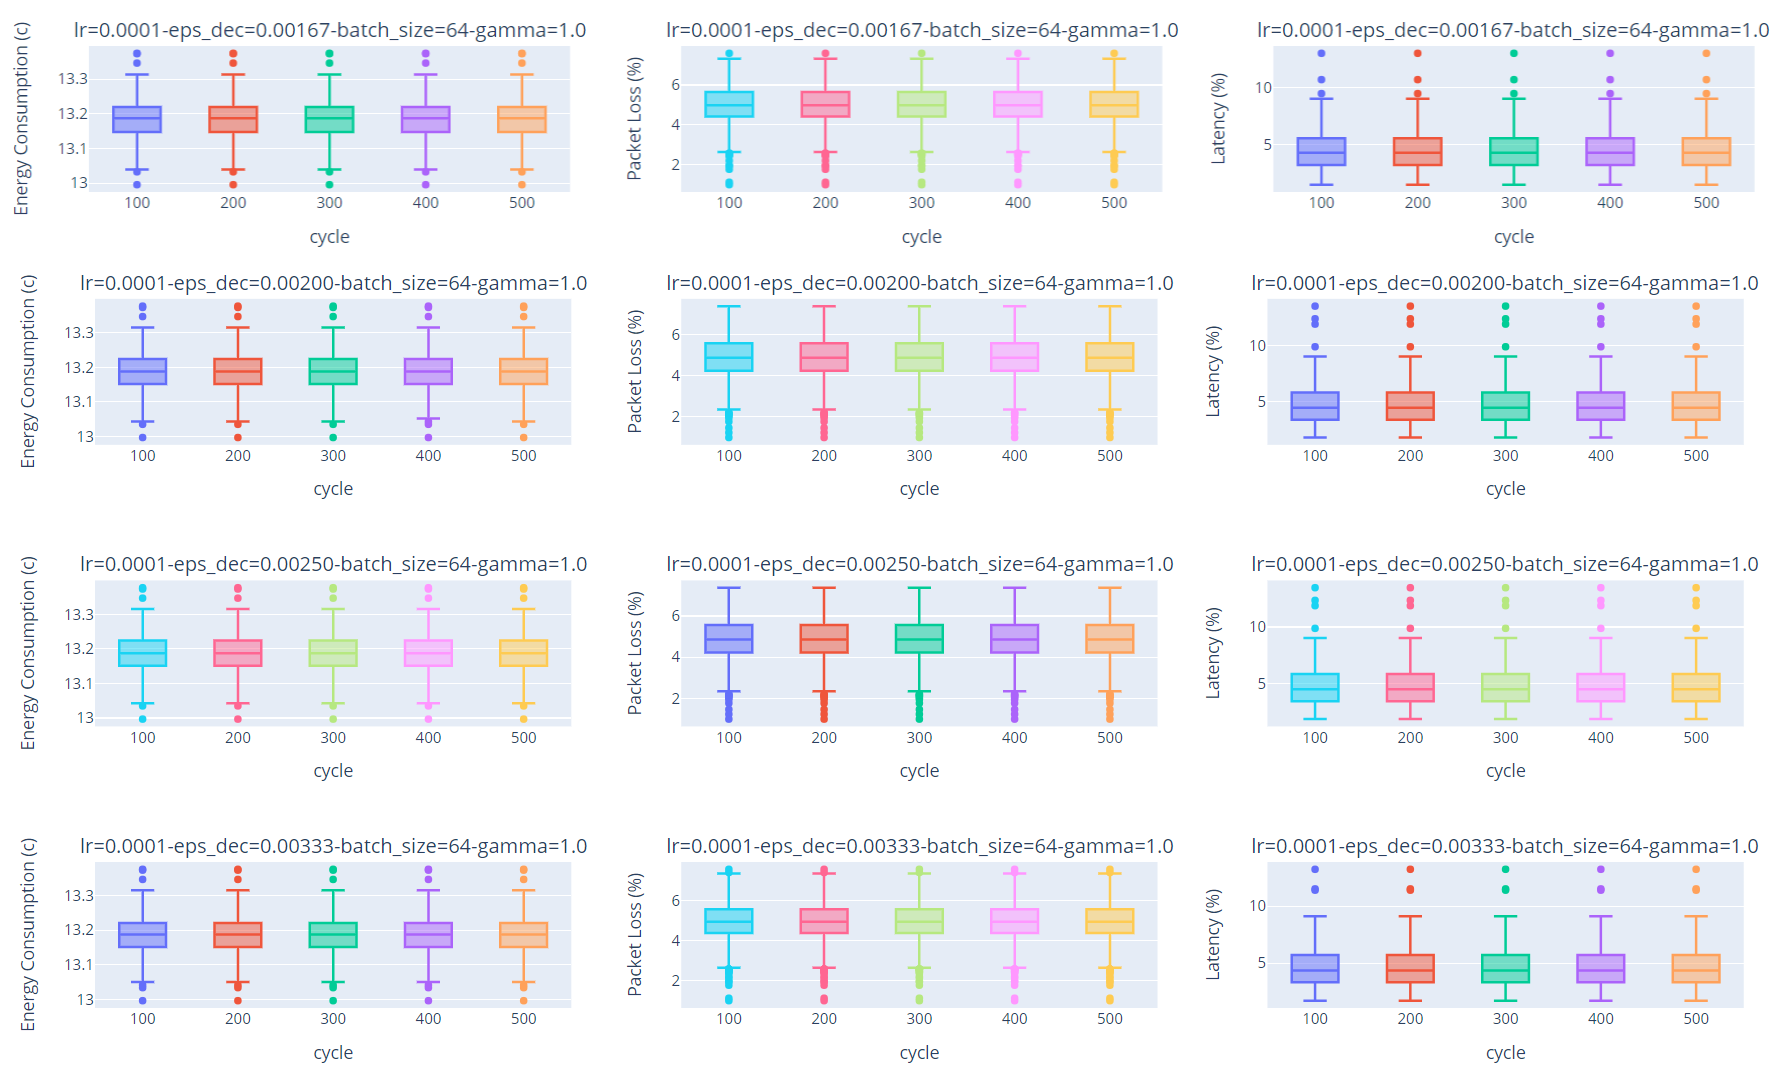 lr=0.0001-eps_dec=0.00167-batch_size=64-gamma=1.0
Energy Consumption (c)
13.3
13.2
13.1
13
100 200 300 400 500
cycle
lr=0.0001-eps_dec=0.00167-batch_size=64-gamma=1.0
Packet Loss (%)
6
4
2
100 200 300 400 500
cycle
lr=0.0001-eps_dec=0.00167-batch_size=64-gamma=1.0
Latency (%)
10
5
100 200 300 400 500
cycle
lr=0.0001-eps_dec=0.00200-batch_size=64-gamma=1.0
Energy Consumption (c)
13.3
13.2
13.1
13
100 200 300 400 500
cycle
lr=0.0001-eps_dec=0.00200-batch_size=64-gamma=1.0
Packet Loss (%)
6
4
2
100 200 300 400 500
cycle
lr=0.0001-eps_dec=0.00200-batch_size=64-gamma=1.0
Latency (%)
10
5
100 200 300 400 500
cycle
lr=0.0001-eps_dec=0.00250-batch_size=64-gamma=1.0
Energy Consumption (c)
13.3
13.2
13.1
13
100 200 300 400 500
cycle
lr=0.0001-eps_dec=0.00250-batch_size=64-gamma=1.0
Packet Loss (%)
6
4
2
100 200 300 400 500
cycle
lr=0.0001-eps_dec=0.00250-batch_size=64-gamma=1.0
Latency (%)
10
5
100 200 300 400 500
cycle
lr=0.0001-eps_dec=0.00333-batch_size=64-gamma=1.0
Energy Consumption (c)
13.3
13.2
13.1
13
100 200 300 400 500
cycle
lr=0.0001-eps_dec=0.00333-batch_size=64-gamma=1.0
Packet Loss (%)
6
4
2
100 200 300 400 500
cycle
lr=0.0001-eps_dec=0.00333-batch_size=64-gamma=1.0
Latency (%)
10
5
100 200 300 400 500
cycle